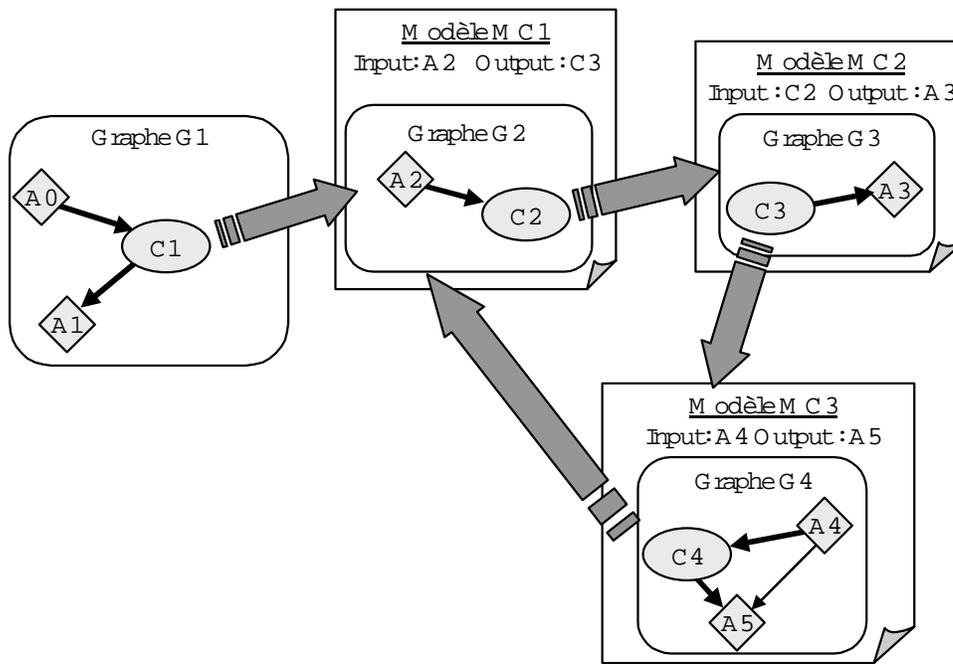 Modèle MC1
Input:A2 Output:C3
Graphe G2
A2
C2
Modèle MC2
Input:C2 Output:A3
Graphe G3
C3
A3
Graphe G1
A0
C1
A1
Modèle MC3
Input:A4 Output:A5
Graphe G4
A4
C4
A5